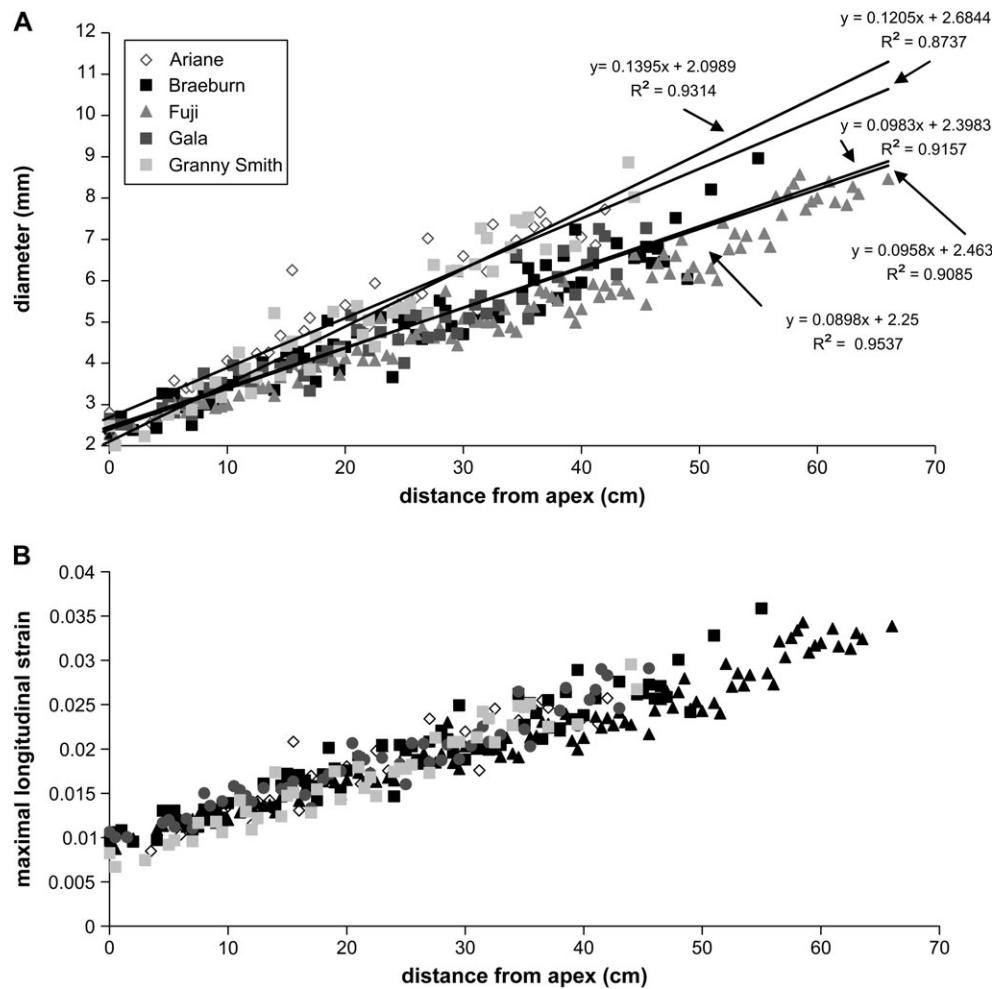 A
12
11
10
9
8
7
6
5
4
3
2
diameter (mm)
Ariane
Braeburn
Fuji
Gala
Granny Smith
y= 0.1395x + 2.0989
R² = 0.9314
y = 0.1205x + 2.6844
R² = 0.8737
y = 0.0983x + 2.3983
R² = 0.9157
y = 0.0958x + 2.463
R² = 0.9085
y = 0.0898x + 2.25
R² = 0.9537
0 10 20 30 40 50 60 70
distance from apex (cm)
B
0.04
0.035
0.03
0.025
0.02
0.015
0.01
0.005
0
maximal longitudinal strain
0 10 20 30 40 50 60 70
distance from apex (cm)